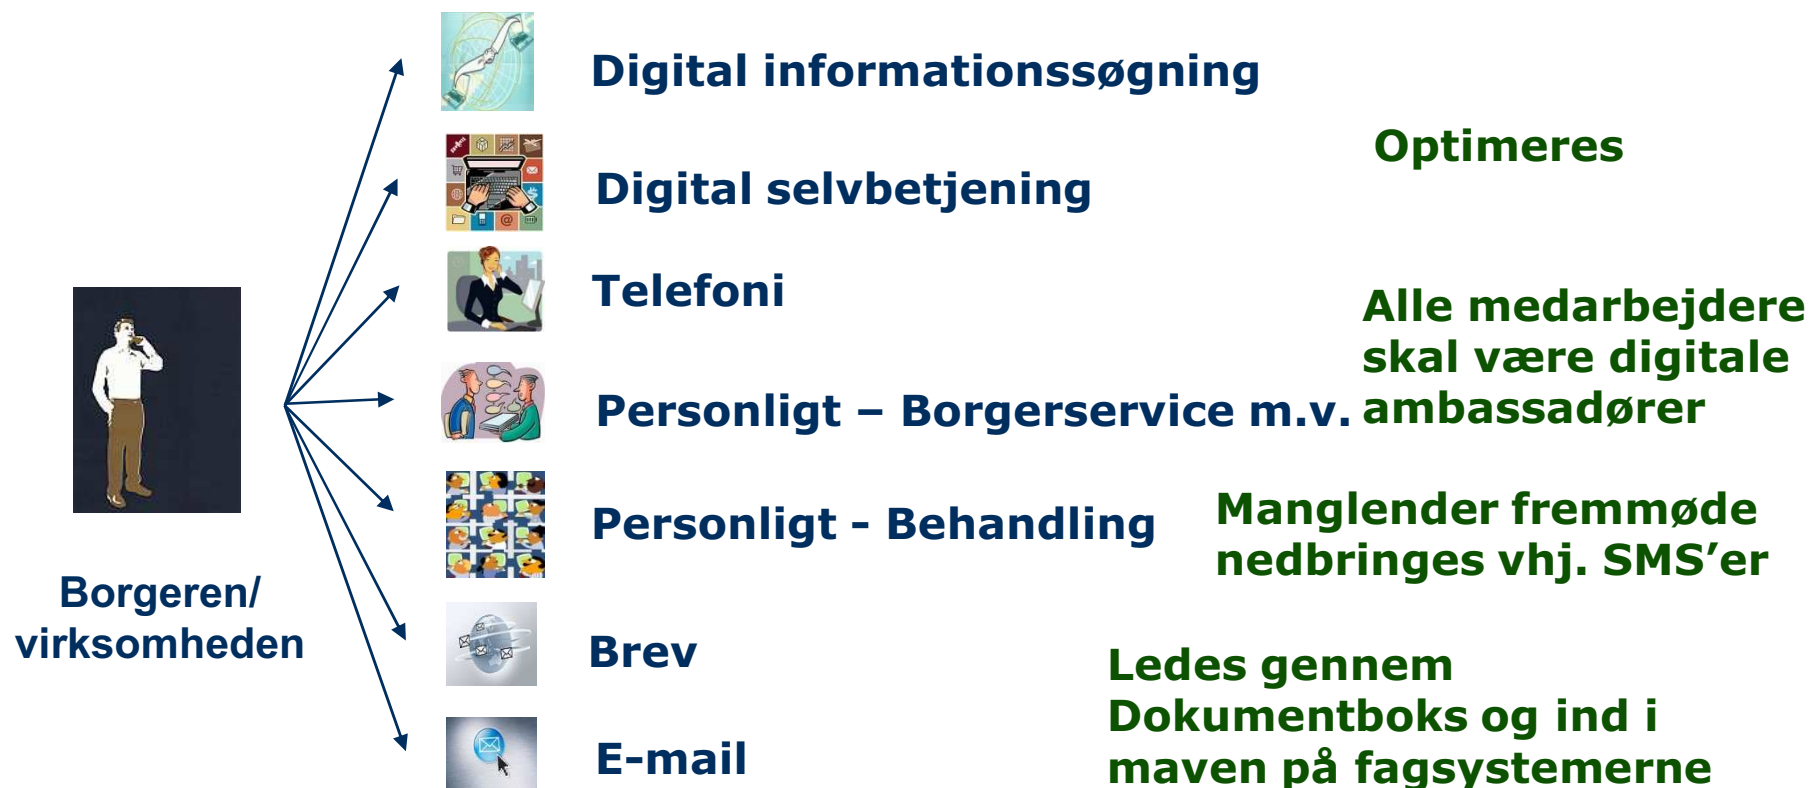 Digital informationssøgning
Optimeres
Digital selvbetjening
Telefoni
Alle medarbejdere
skal være digitale
ambassadører
Personligt – Borgerservice m.v.
Personligt - Behandling
Manglender fremmøde
nedbringes vhj. SMS’er
Borgeren/
virksomheden
Brev
Ledes gennem
Dokumentboks og ind i
maven på fagsystemerne
E-mail